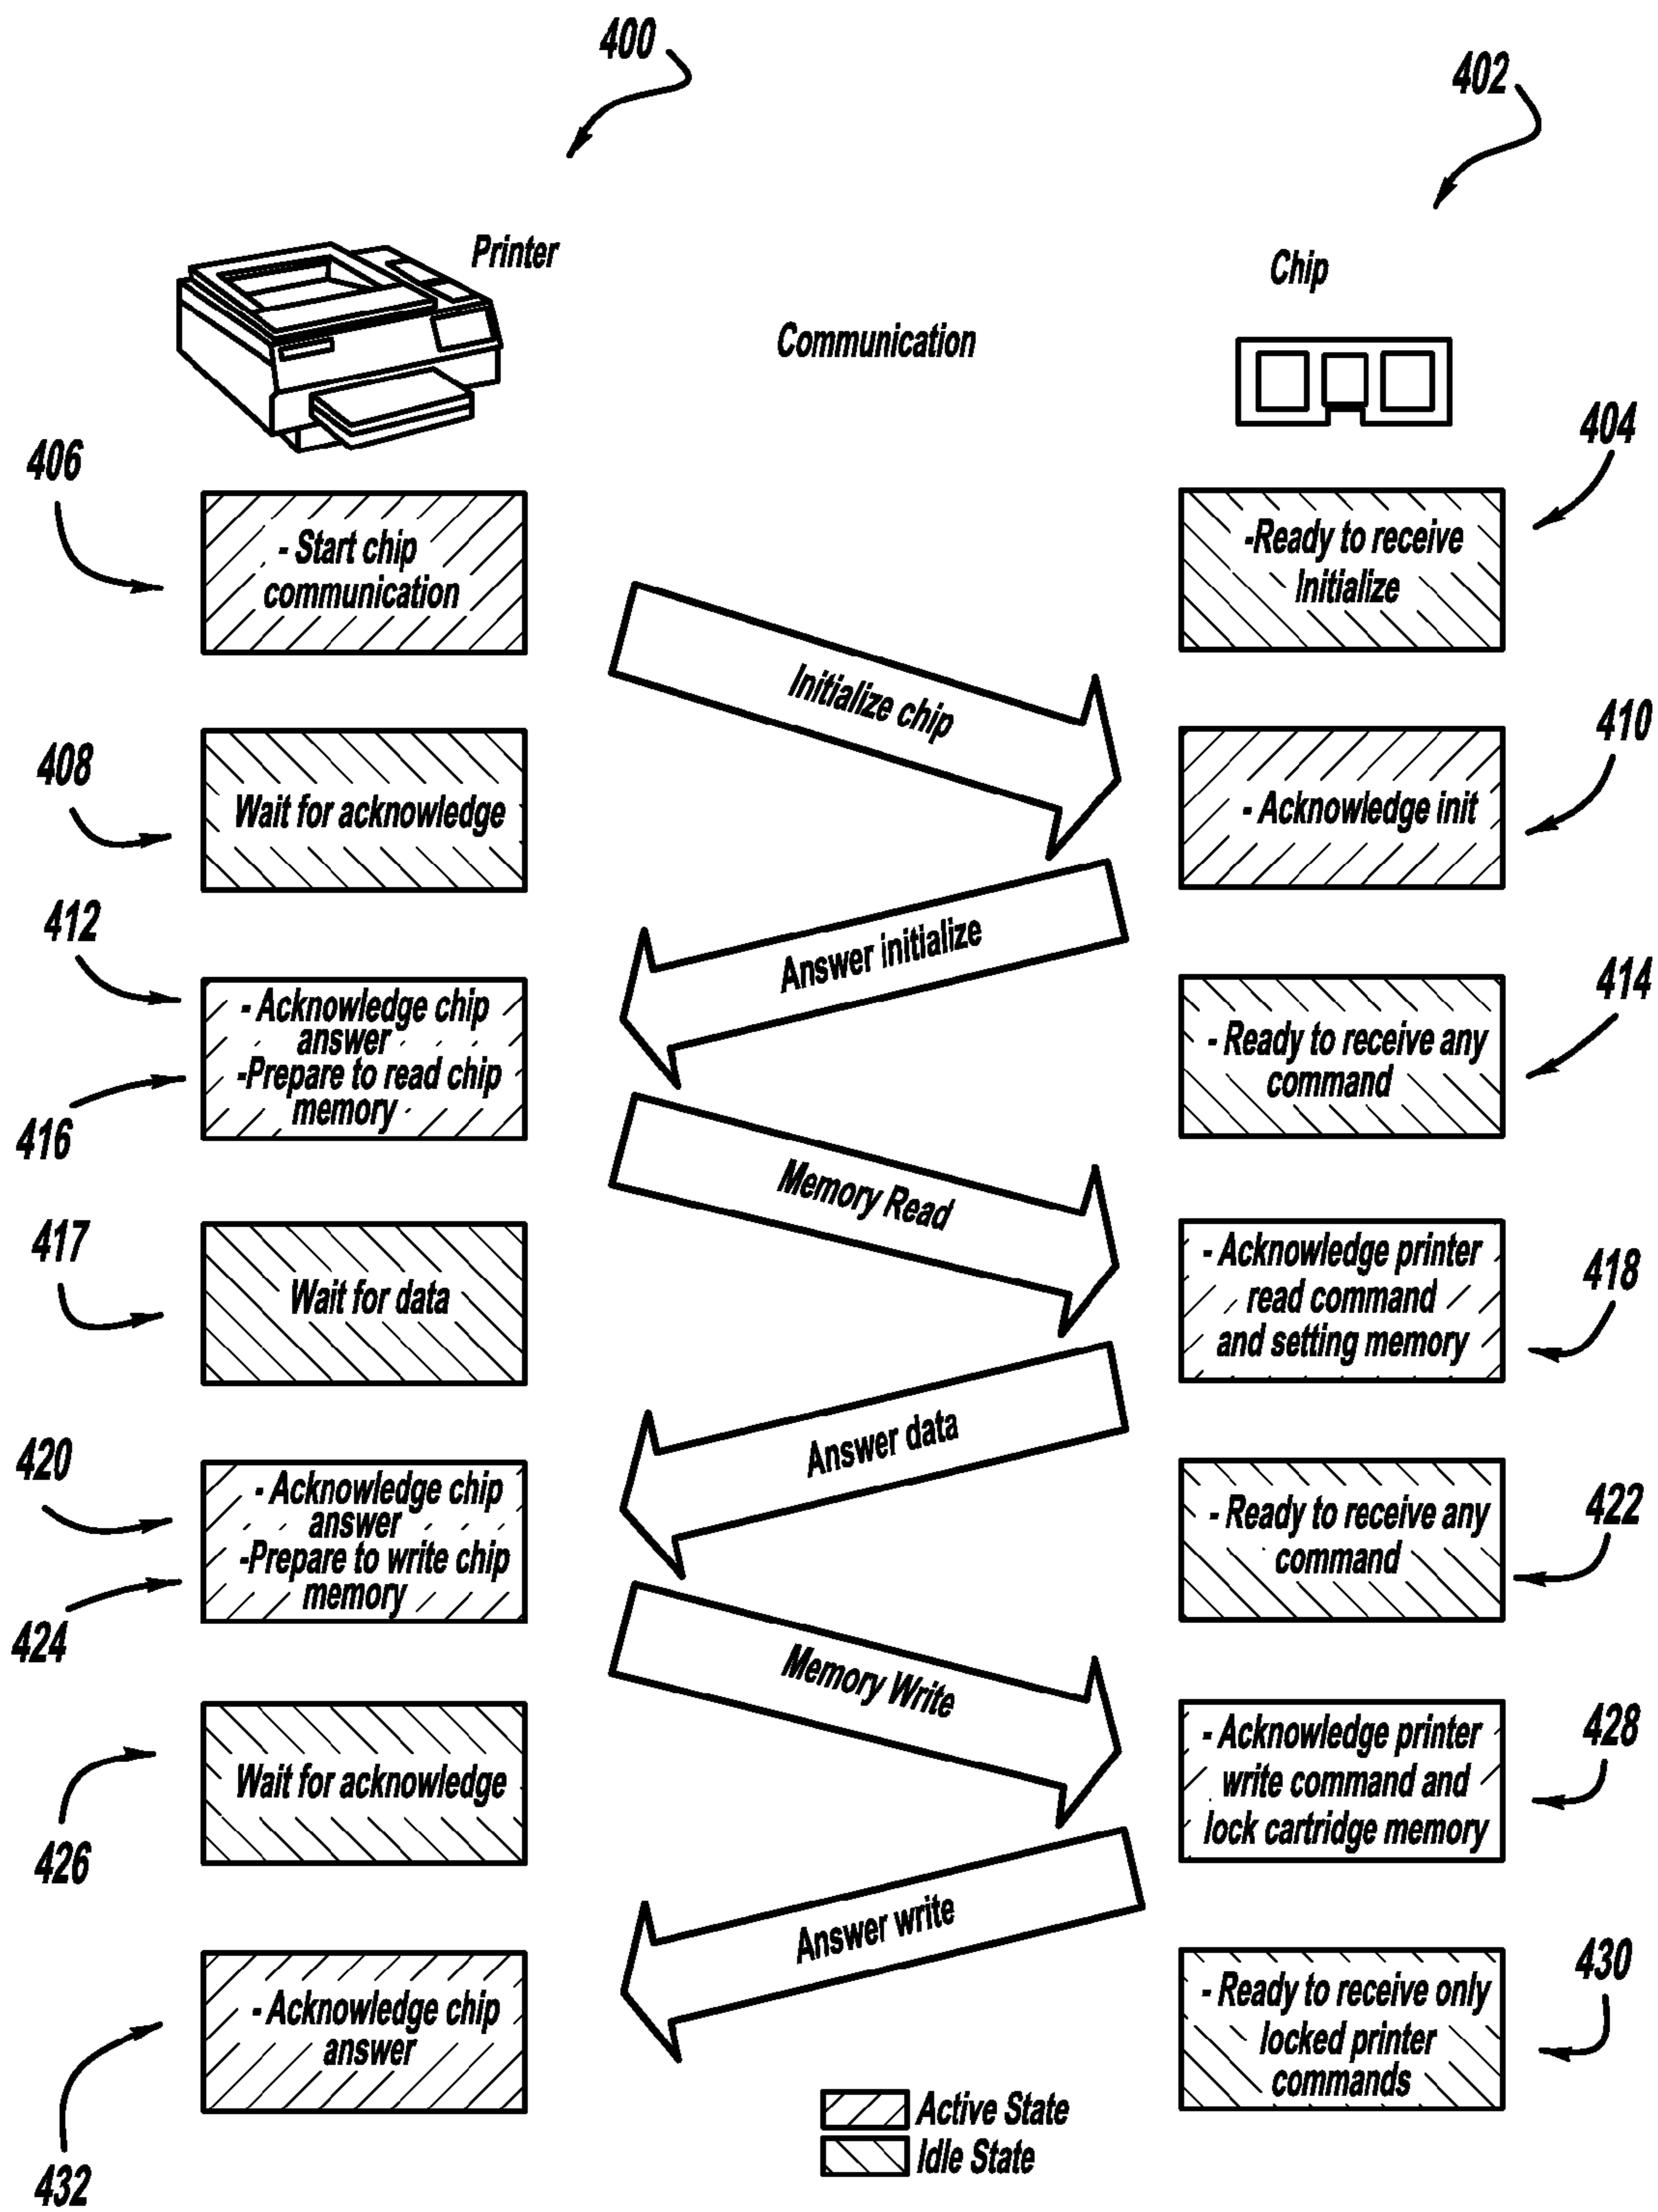 400
402
Printer
Chip
Communication
404
406
- Start chip
communication
-Ready to receive
Initialize
Initialize chip
408
Wait for acknowledge
410
- Acknowledge init
Answer initialize
412
- Acknowledge chip
answer
-Prepare to read chip
memory
416
414
- Ready to receive any
command
Memory Read
417
Wait for data
- Acknowledge printer
read command
and setting memory
418
Answer data
420
- Acknowledge chip
answer
-Prepare to write chip
memory
424
- Ready to receive any
command
422
Memory Write
Wait for acknowledge
426
- Acknowledge printer
write command and
lock cartridge memory
428
Answer write
- Acknowledge chip
answer
432
- Ready to receive only
locked printer
commands
430
Active State
Idle State